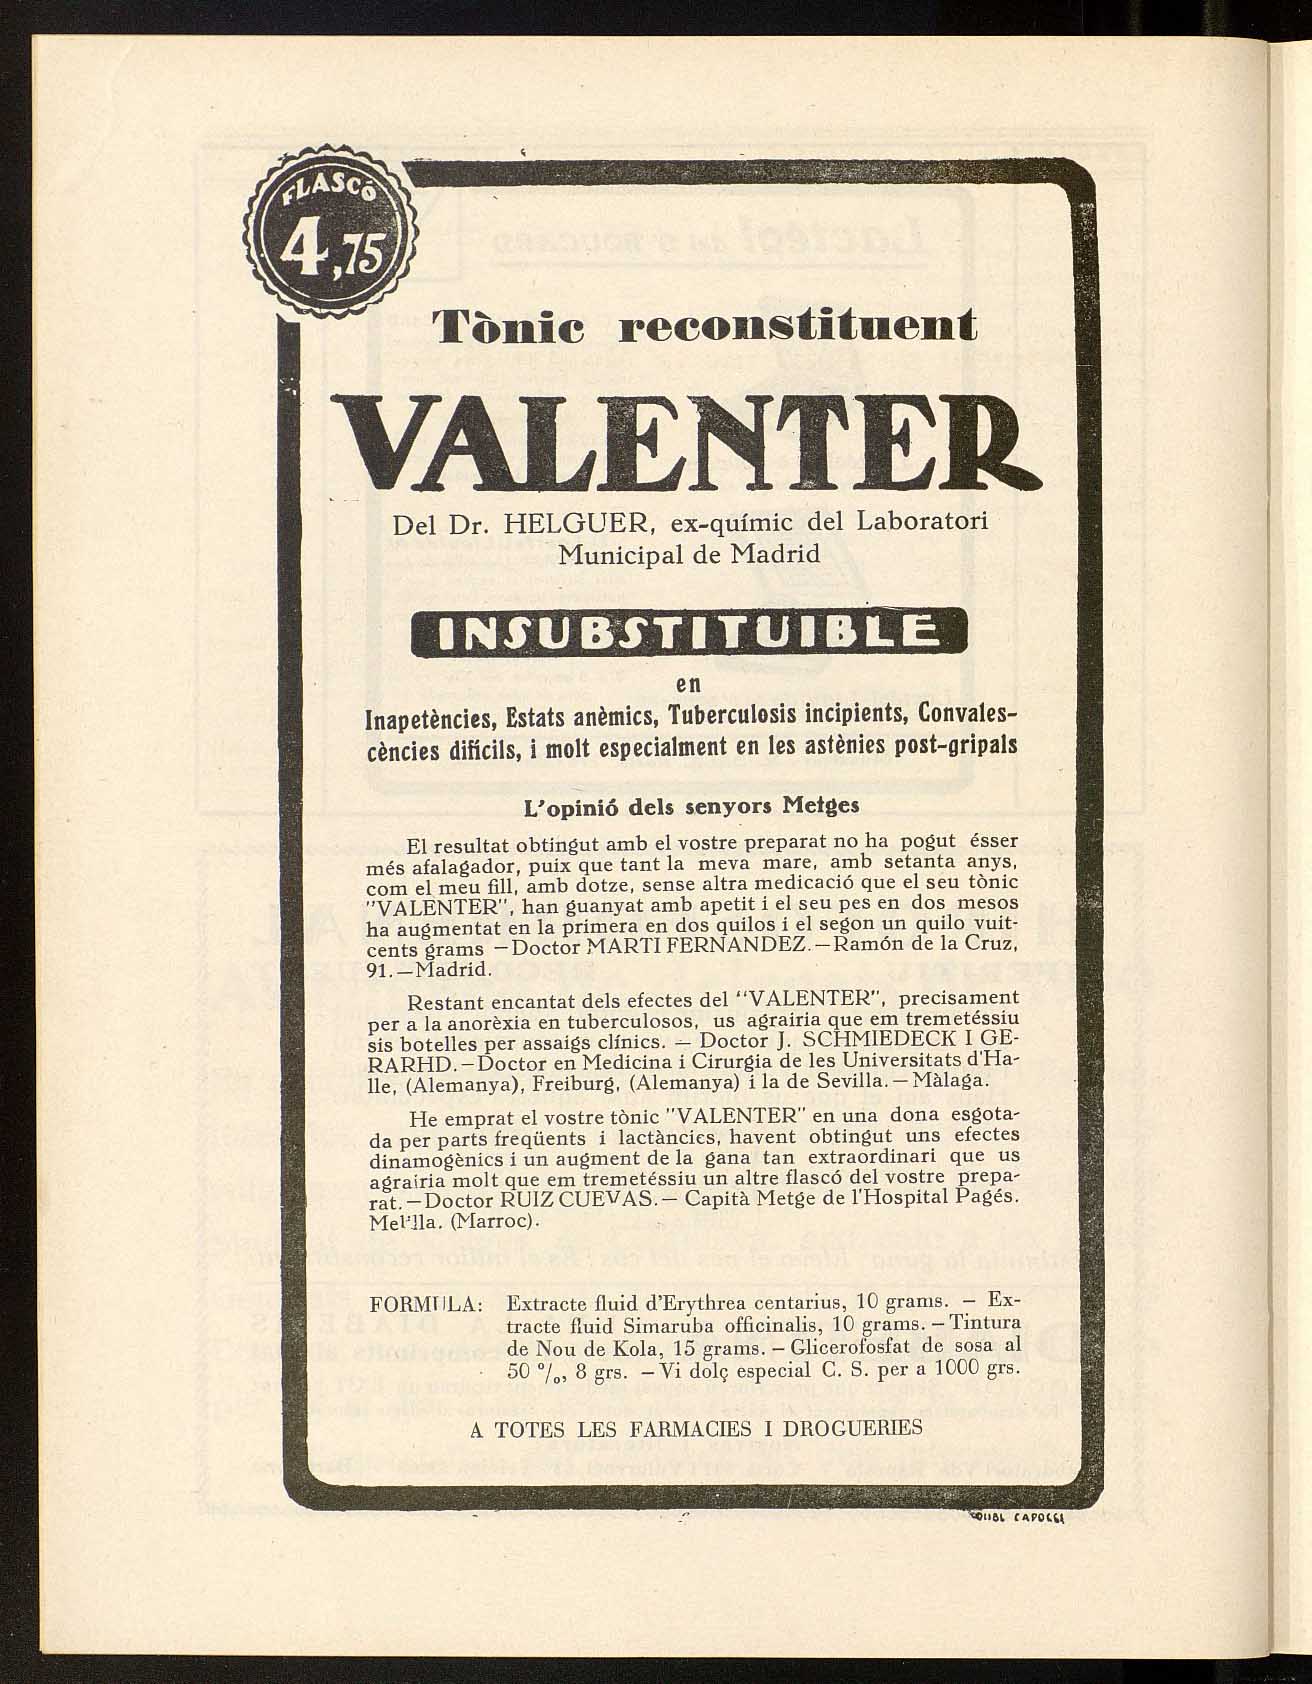 FLASCÓ
4,75
Tònic reconstituent
VALENTER
Del Dr. HELGUER, ex-químic del Laboratori
Municipal de Madrid
INSUBSTITUIBLE
en
Inapetències, Estats anèmics, Tuberculosis incipients, Convales-
cències difícils, i molt especialment en les astènies post-gripals
L'opinió dels senyors Metges
El resultat obtingut amb el vostre preparat no ha pogut ésser
més afalagador, puix que tant la meva mare, amb setanta anys,
com el meu fill, amb dotze, sense altra medicació que el seu tònic
"VALENTER", han guanyat amb apetit i el seu pes en dos mesos
ha augmentat en la primera en dos quilos i el segon un quilo vuit-
cents grams —Doctor MARTI FERNANDEZ.—Ramón de la Cruz,
91.—Madrid.
Restant encantat dels efectes del "VALENTER", precisament
per a la anorèxia en tuberculosos, us agrairia que em tremetéssiu
sis botelles per assaigs clínics. — Doctor J. SCHMIEDECK I GE-
RARHD.—Doctor en Medicina i Cirurgia de les Universitats d'Ha-
lle, (Alemanya), Freiburg, (Alemanya) i la de Sevilla.—Màlaga.
He emprat el vostre tònic "VALENTER" en una dona esgota-
da per parts freqüents i lactàncies, havent obtingut uns efectes
dinamogènics i un augment de la gana tan extraordinari que us
agrairia molt que em tremetéssiu un altre flascó del vostre prepa-
rat.—Doctor RUIZ CUEVAS.— Capità Metge de l'Hospital Pagés.
Melilla. (Marroc).
FORMULA: Extracte fluid d'Erythrea centarius, 10 grams. — Ex-
tracte fluid Simaruba officinalis, 10 grams. —Tintura
de Nou de Kola, 15 grams. —Glicerofosfat de sosa al
50 %, 8 grs. —Vi dolç especial C. S. per a 1000 grs.
A TOTES LES FARMACIES I DROGUERIES